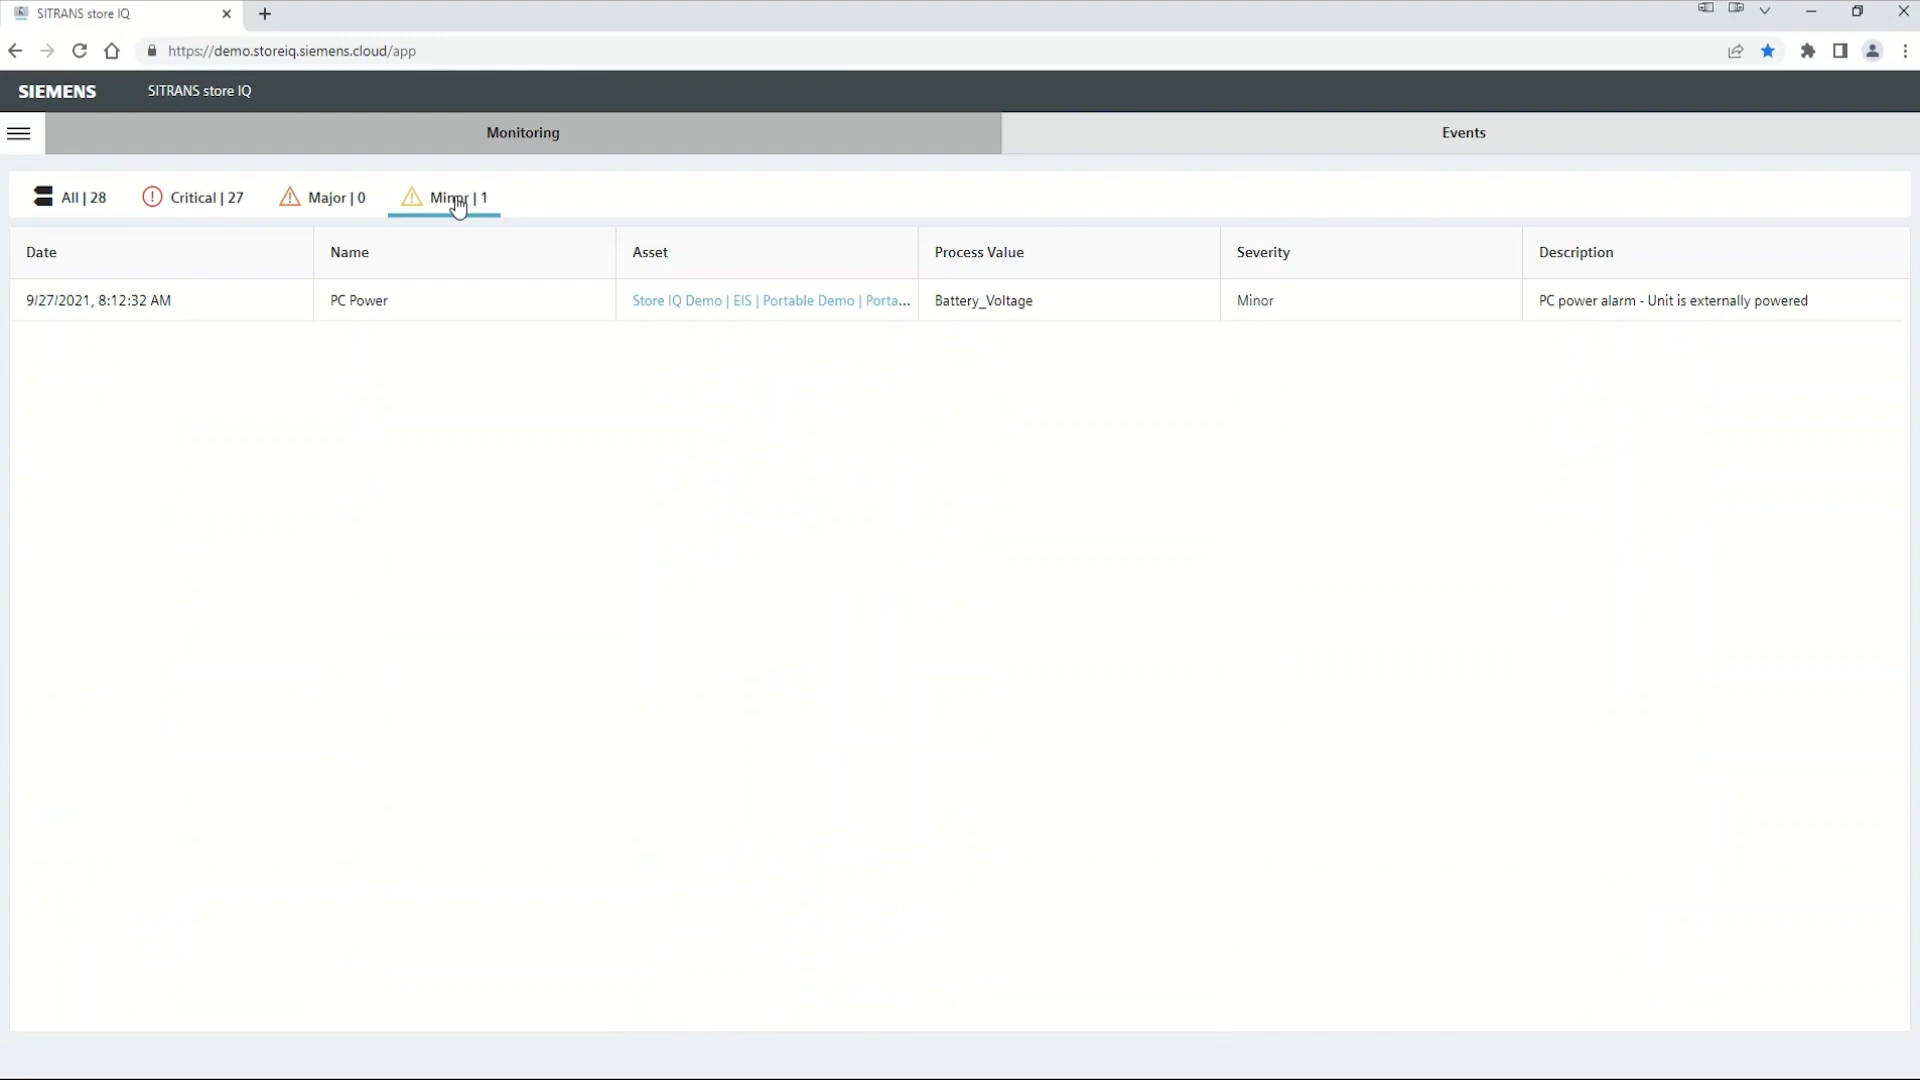 SITRANS store IQ
https://demo.storeiq.siemens.cloud/app
SIEMENS SITRANS store IQ
Monitoring Events
All | 28 Critical | 27 Major | 0 Minor | 1
Date Name Asset Process Value Severity Description
9/27/2021, 8:12:32 AM PC Power Store IQ Demo | EIS | Portable Demo | Porta... Battery_Voltage Minor PC power alarm - Unit is externally powered